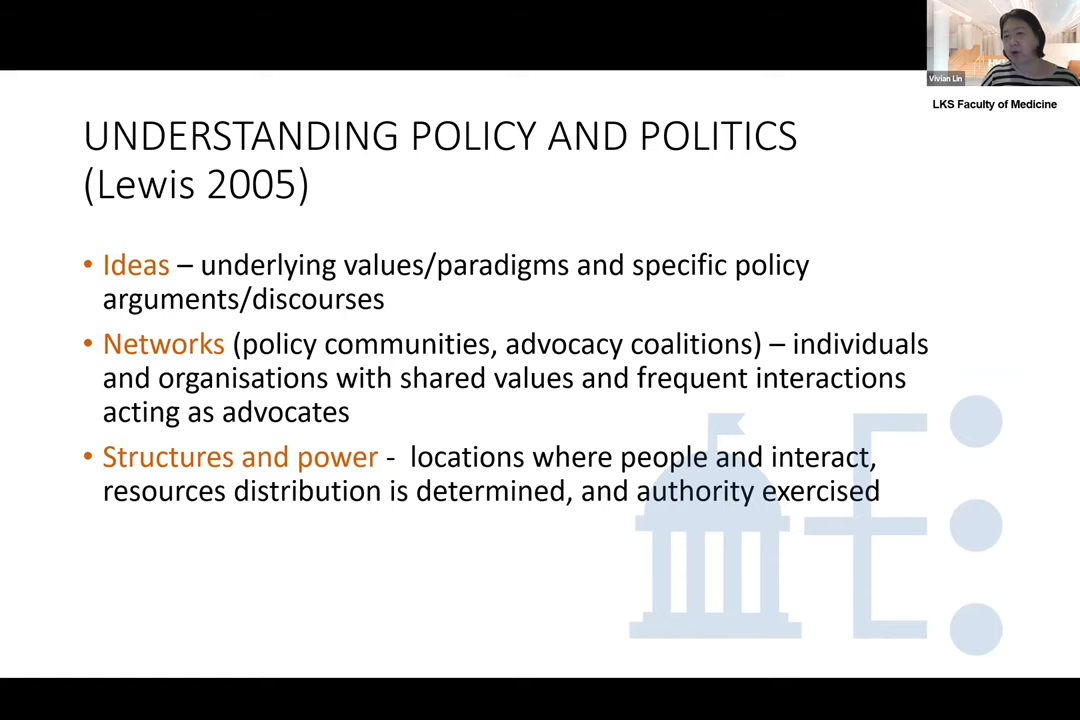 Vivian Lin
LKS Faculty of Medicine
UNDERSTANDING POLICY AND POLITICS
(Lewis 2005)
• Ideas – underlying values/paradigms and specific policy
arguments/discourses
• Networks (policy communities, advocacy coalitions) – individuals
and organisations with shared values and frequent interactions
acting as advocates
• Structures and power - locations where people and interact,
resources distribution is determined, and authority exercised